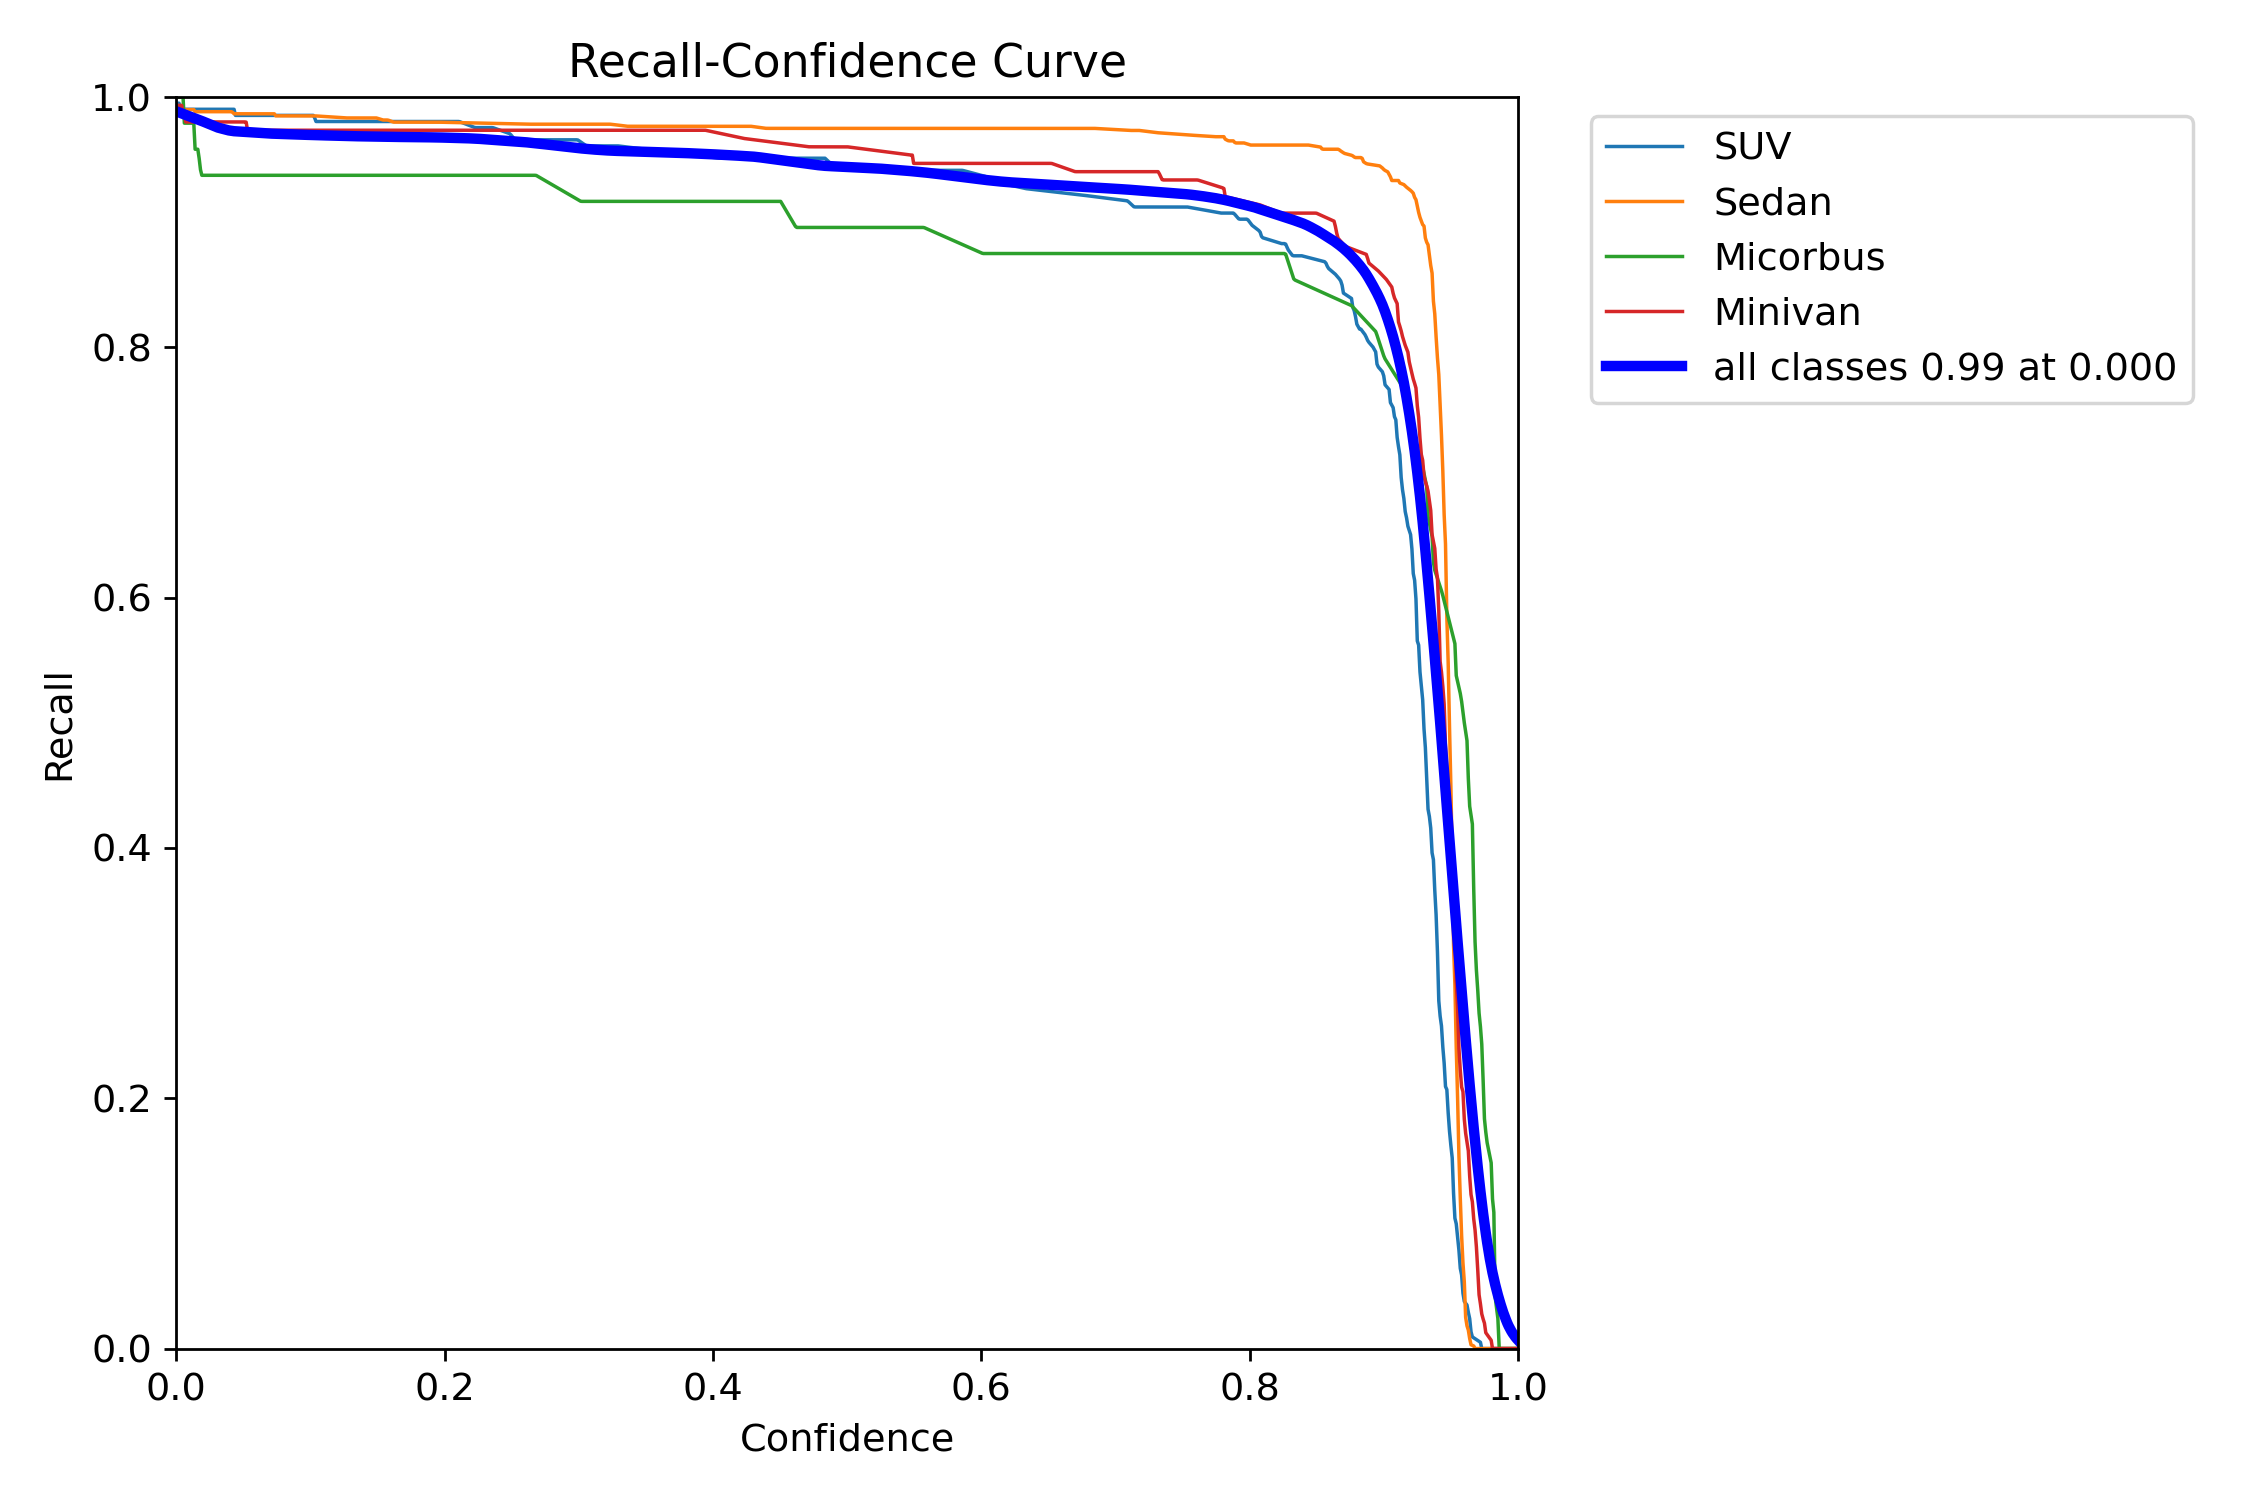 Recall-Confidence Curve
1.0
0.8
0.6
0.4
0.2
0.0
Recall
0.0 0.2 0.4 0.6 0.8 1.0
Confidence
SUV
Sedan
Micorbus
Minivan
all classes 0.99 at 0.000